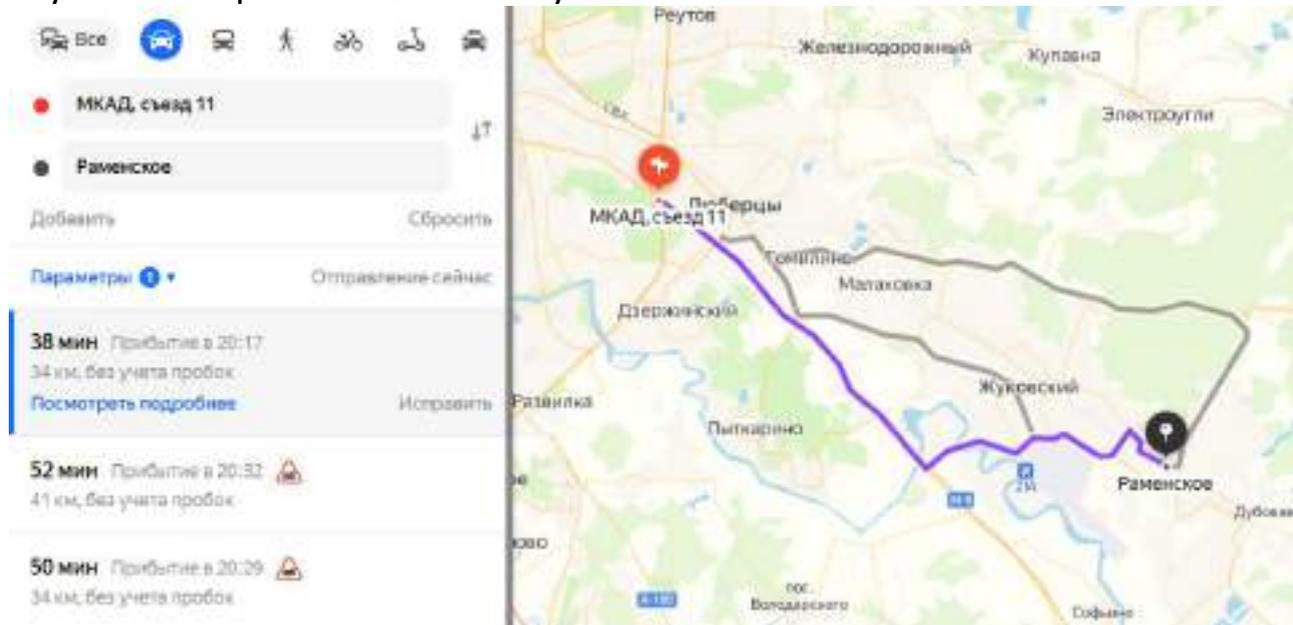 Все
МКАД, съезд 11
Раменское
Добавить
Сбросить
Параметры 1
Отправление сейчас
38 мин Прибытие в 20:17
34 км, без учета пробок
Посмотреть подробнее
Исправить
52 мин Прибытие в 20:32
41 км, без учета пробок
50 мин Прибытие в 20:29
34 км, без учета пробок
Реутов
Железнодорожный
Купавна
Электроугли
Люберцы
МКАД, съезд 11
Томилино
Малаховка
Дзержинский
Жуковский
Развилка
Лыткарино
Раменское
пос.
Володарского
Софьино